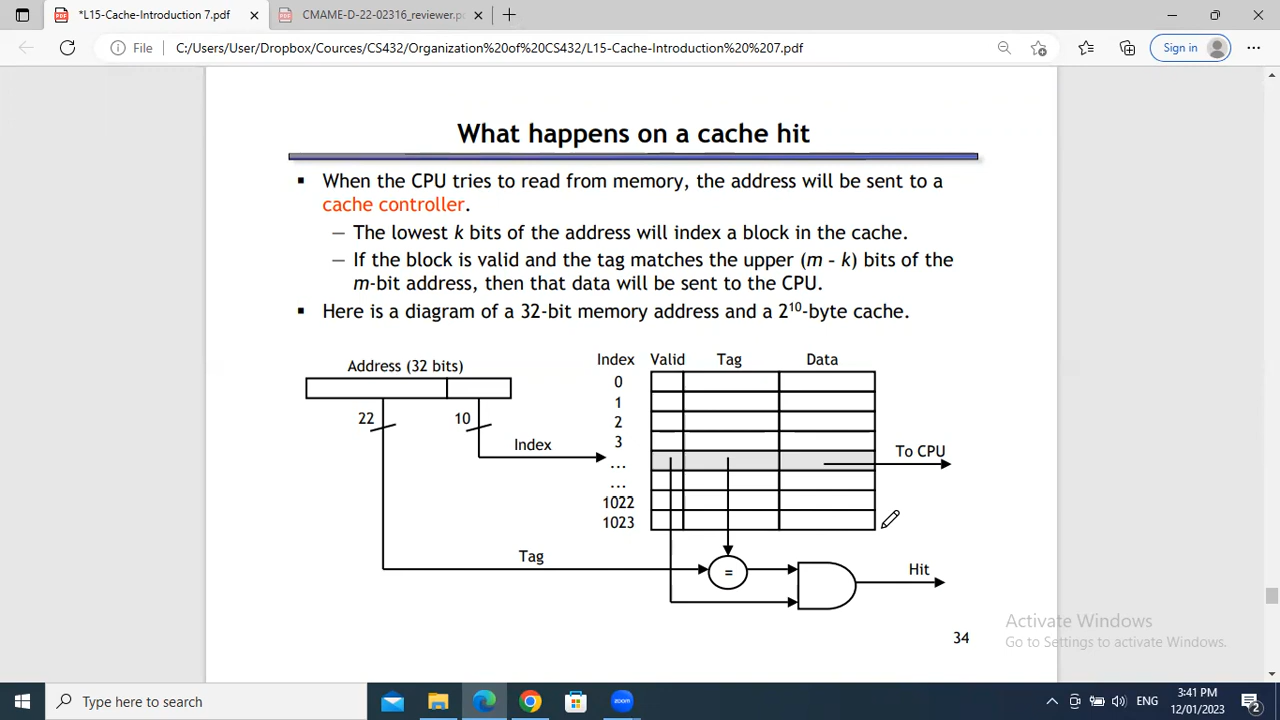 *L15-Cache-Introduction 7.pdf
CMAME-D-22-02316_reviewer.p
File
C:/Users/User/Dropbox/Cources/CS432/Organization%20of%20CS432/L15-Cache-Introduction%20%207.pdf
Sign in
What happens on a cache hit
▪ When the CPU tries to read from memory, the address will be sent to a
cache controller.
— The lowest k bits of the address will index a block in the cache.
— If the block is valid and the tag matches the upper (m - k) bits of the
m-bit address, then that data will be sent to the CPU.
▪ Here is a diagram of a 32-bit memory address and a 2¹⁰-byte cache.
Address (32 bits)
Index Valid Tag Data
0
1
2
3
...
...
1022
1023
22
10
Index
To CPU
Tag
=
Hit
34
Activate Windows
Go to Settings to activate Windows.
Type here to search
zoom
ENG
3:41 PM
12/01/2023
2